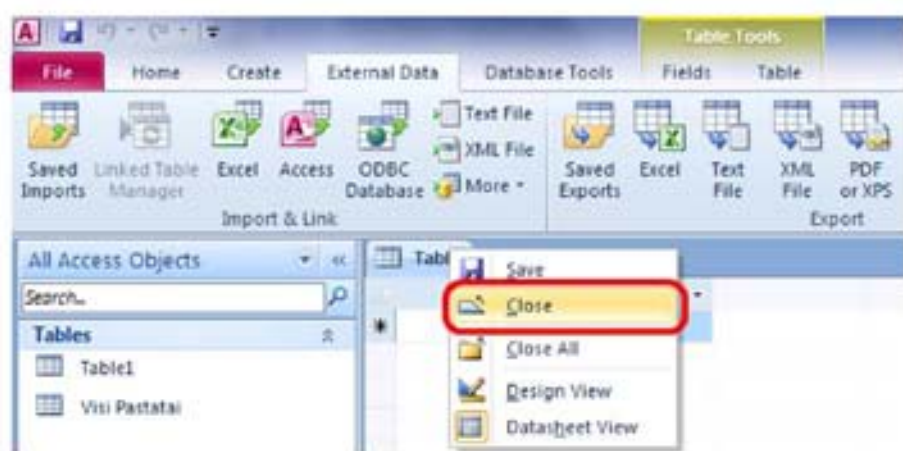 Table Tools
File Home Create External Data Database Tools Fields Table
Saved Imports
Linked Table Manager
Excel
Access
ODBC Database
Text File
XML File
More
Saved Exports
Excel
Text File
XML File
PDF or XPS
Import & Link
Export
All Access Objects
Search...
Tables
Table1
Visi Pastatai
Tabl
Save
Close
Close All
Design View
Datasheet View